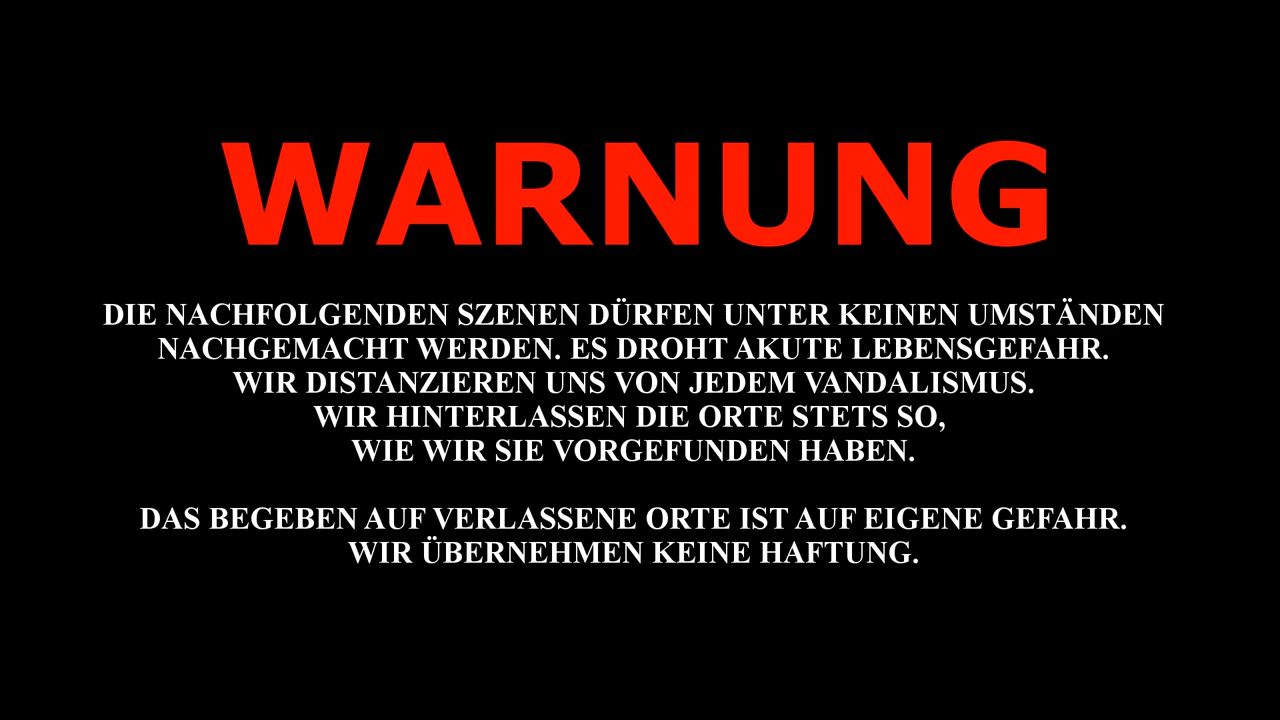 WARNUNG
DIE NACHFOLGENDEN SZENEN DÜRFEN UNTER KEINEN UMSTÄNDEN
NACHGEMACHT WERDEN. ES DROHT AKUTE LEBENSGEFAHR.
WIR DISTANZIEREN UNS VON JEDEM VANDALISMUS.
WIR HINTERLASSEN DIE ORTE STETS SO,
WIE WIR SIE VORGEFUNDEN HABEN.
DAS BEGEBEN AUF VERLASSENE ORTE IST AUF EIGENE GEFAHR.
WIR ÜBERNEHMEN KEINE HAFTUNG.